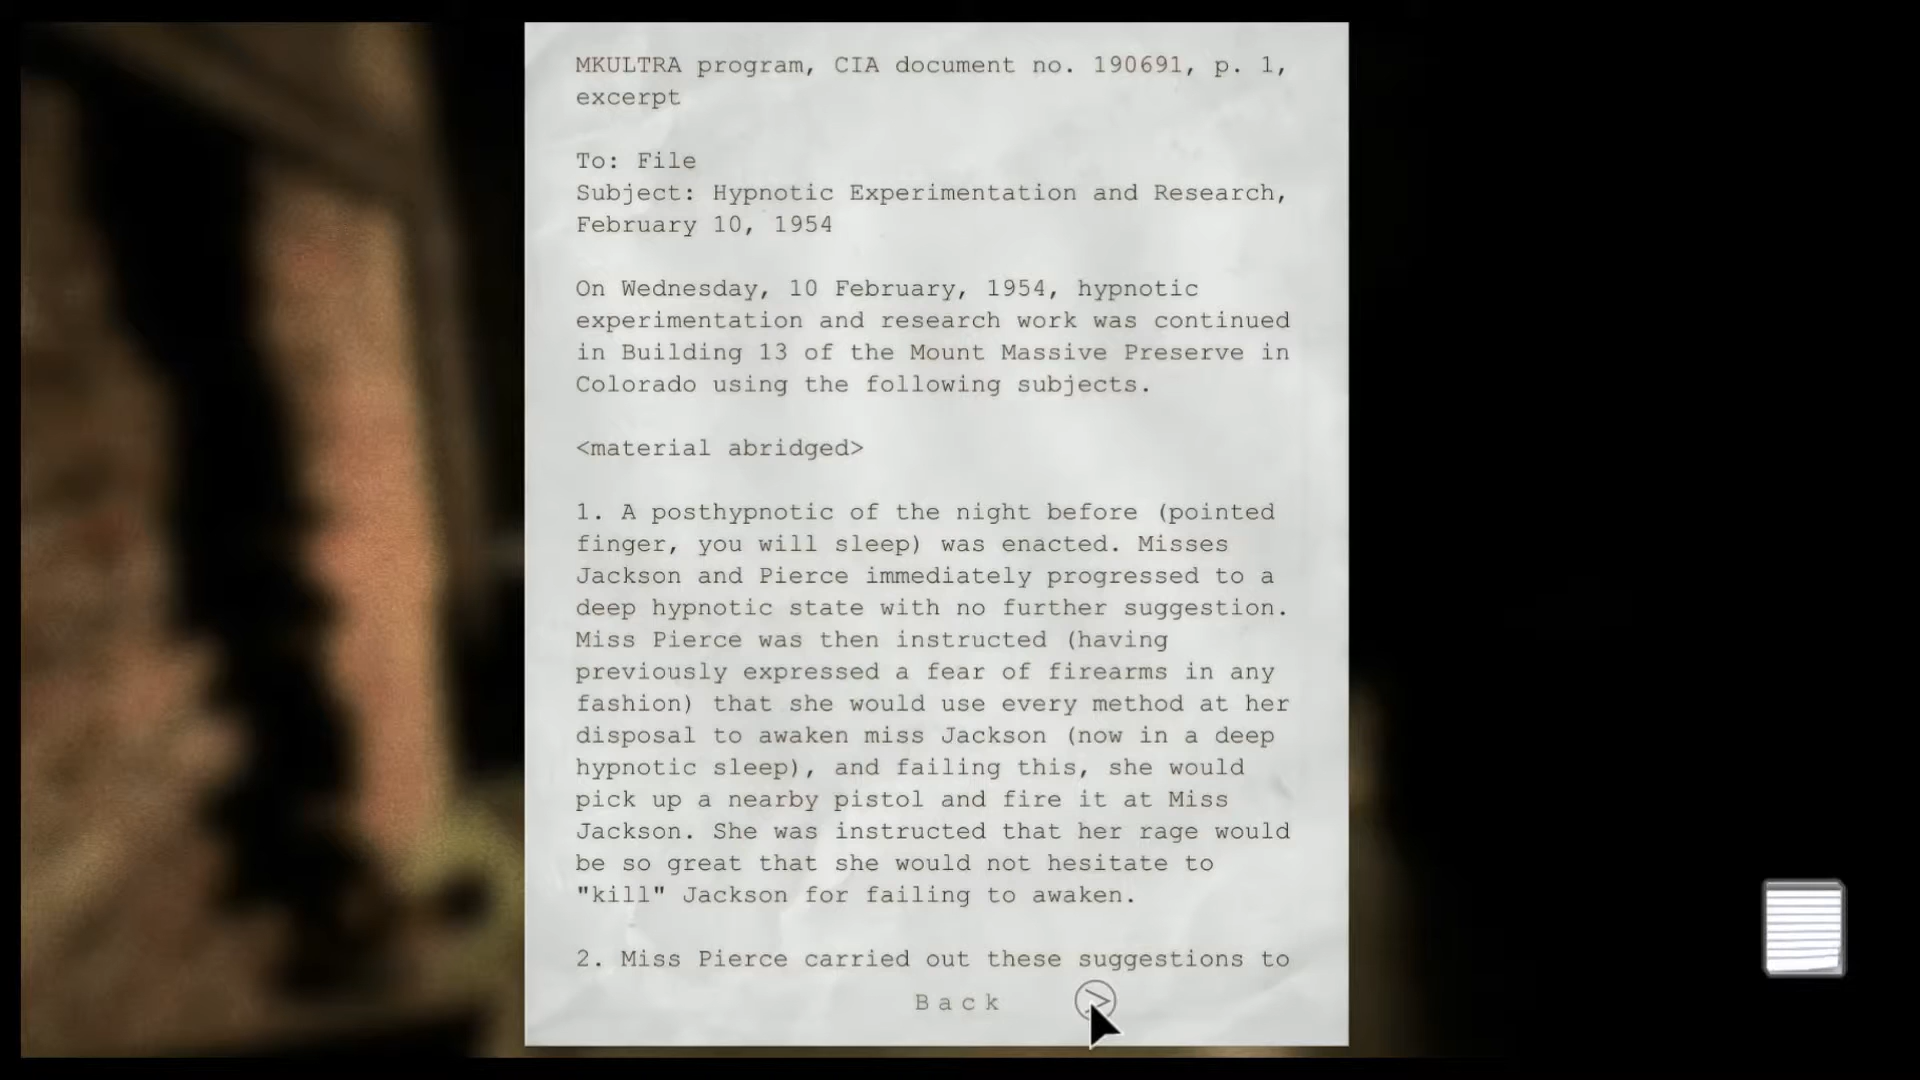 MKULTRA program, CIA document no. 190691, p. 1,
excerpt
To: File
Subject: Hypnotic Experimentation and Research,
February 10, 1954
On Wednesday, 10 February, 1954, hypnotic
experimentation and research work was continued
in Building 13 of the Mount Massive Preserve in
Colorado using the following subjects.
<material abridged>
1. A posthypnotic of the night before (pointed
finger, you will sleep) was enacted. Misses
Jackson and Pierce immediately progressed to a
deep hypnotic state with no further suggestion.
Miss Pierce was then instructed (having
previously expressed a fear of firearms in any
fashion) that she would use every method at her
disposal to awaken miss Jackson (now in a deep
hypnotic sleep), and failing this, she would
pick up a nearby pistol and fire it at Miss
Jackson. She was instructed that her rage would
be so great that she would not hesitate to
"kill" Jackson for failing to awaken.
2. Miss Pierce carried out these suggestions to
Back >